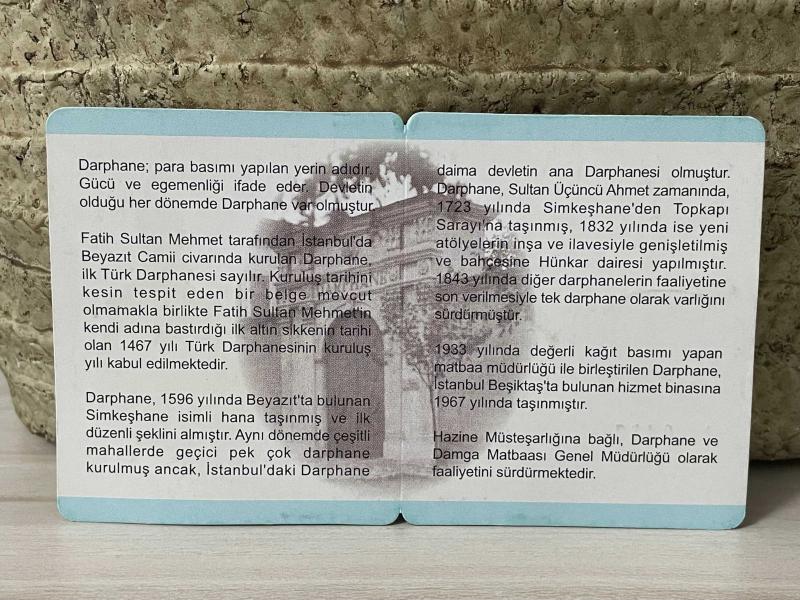 Darphane; para basımı yapılan yerin adıdır.
Gücü ve egemenliği ifade eder. Devletin
olduğu her dönemde Darphane var olmuştur
Fatih Sultan Mehmet tarafından İstanbul'da
Beyazıt Camii civarında kurulan Darphane,
ilk Türk Darphanesi sayılır. Kuruluş tarihini
kesin tespit eden bir belge mevcut
olmamakla birlikte Fatih Sultan Mehmet'in
kendi adına bastırdığı ilk altın sikkenin tarihi
olan 1467 yılı Türk Darphanesinin kuruluş
yılı kabul edilmektedir.
Darphane, 1596 yılında Beyazıt'ta bulunan
Simkeşhane isimli hana taşınmış ve ilk
düzenli şeklini almıştır. Aynı dönemde çeşitli
mahallerde geçici pek çok darphane
kurulmuş ancak, İstanbul'daki Darphane
daima devletin ana Darphanesi olmuştur.
Darphane, Sultan Üçüncü Ahmet zamanında,
1723 yılında Simkeşhane'den Topkapı
Sarayı'na taşınmış, 1832 yılında ise yeni
atölyelerin inşa ve ilavesiyle genişletilmiş
ve bahçesine Hünkar dairesi yapılmıştır.
1843 yılında diğer darphanelerin faaliyetine
son verilmesiyle tek darphane olarak varlığını
sürdürmüştür.
1933 yılında değerli kağıt basımı yapan
matbaa müdürlüğü ile birleştirilen Darphane,
İstanbul Beşiktaş'ta bulunan hizmet binasına
1967 yılında taşınmıştır.
Hazine Müsteşarlığına bağlı, Darphane ve
Damga Matbaası Genel Müdürlüğü olarak
faaliyetini sürdürmektedir.